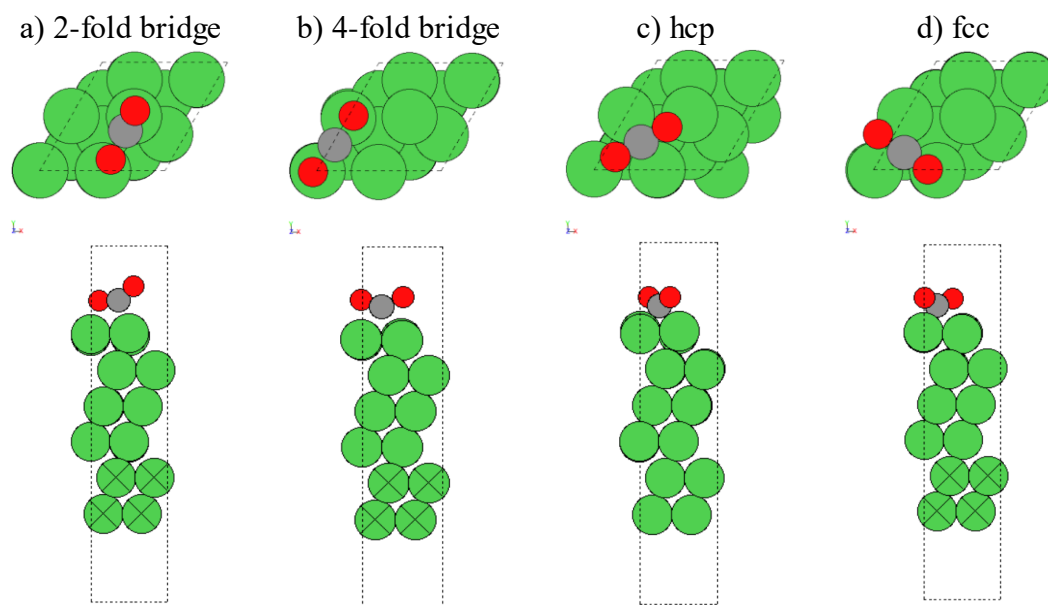 a) 2-fold bridge
b) 4-fold bridge
c) hcp
d) fcc